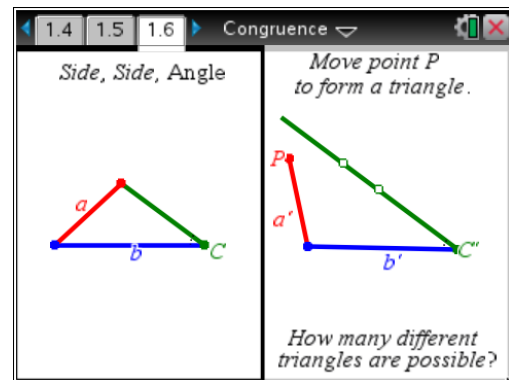 1.4 1.5 1.6 Congruence
Side, Side, Angle
a
b
C
Move point P
to form a triangle.
P
a'
b'
C"
How many different
triangles are possible?